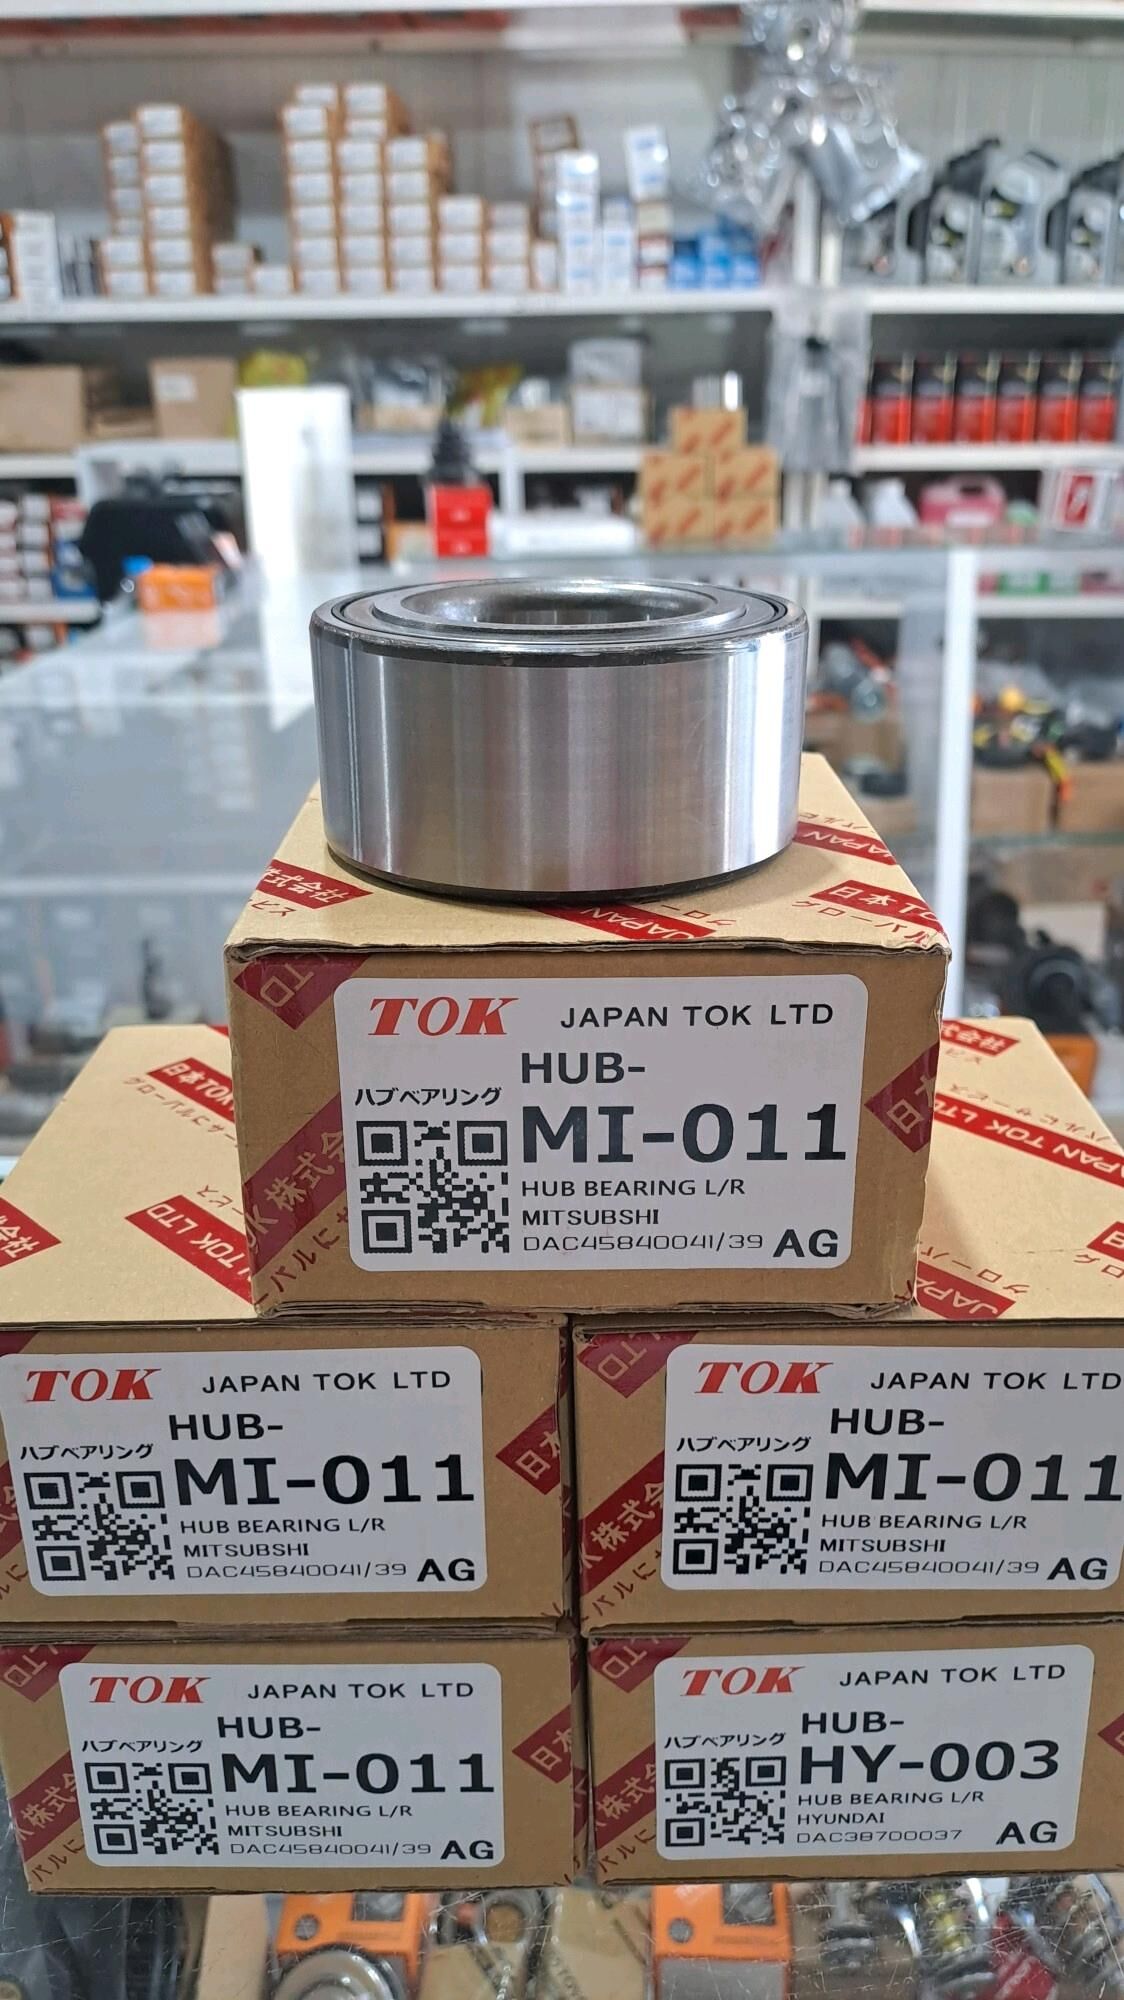 TOK JAPAN TOK LTD
HUB-
ハブベアリング
MI-011
HUB BEARING L/R
MITSUBSHI
DAC45840041/39 AG
TOK JAPAN TOK LTD
HUB-
ハブベアリング
MI-011
HUB BEARING L/R
MITSUBSHI
DAC45840041/39 AG
TOK JAPAN TOK LTD
HUB-
ハブベアリング
MI-011
HUB BEARING L/R
MITSUBSHI
DAC45840041/39 AG
TOK JAPAN TOK LTD
HUB-
ハブベアリング
MI-011
HUB BEARING L/R
MITSUBSHI
DAC45840041/39 AG
TOK JAPAN TOK LTD
HUB-
ハブベアリング
HY-003
HUB BEARING L/R
HYUNDAI
DAC38700037 AG